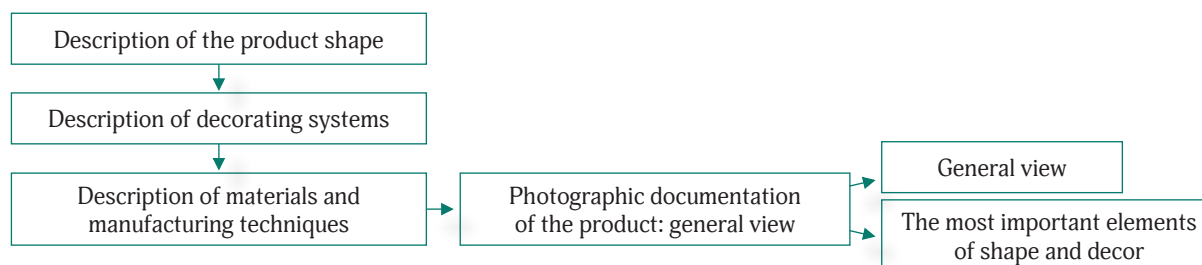 Description of the product shape
Description of decorating systems
Description of materials and
manufacturing techniques
Photographic documentation
of the product: general view
General view
The most important elements
of shape and decor